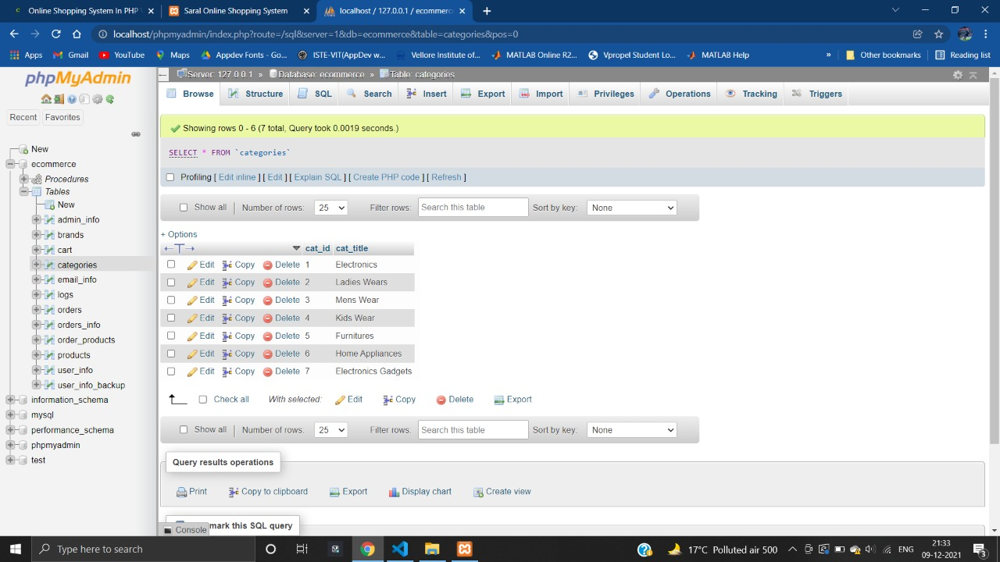 Online Shopping System In PHP
Saral Online Shopping System
localhost / 127.0.0.1 / ecommerc
localhost/phpmyadmin/index.php?route=/sql&server=1&db=ecommerce&table=categories&pos=0
Apps Gmail YouTube Maps Appdev Fonts - Go... ISTE-VIT(AppDev w... Vellore Institute of... MATLAB Online R2... Vpropel Student Lo... MATLAB Help » Other bookmarks Reading list
phpMyAdmin
Recent Favorites
New
ecommerce
Procedures
Tables
New
admin_info
brands
cart
categories
email_info
logs
orders
orders_info
order_products
products
user_info
user_info_backup
information_schema
mysql
performance_schema
phpmyadmin
test
Server: 127.0.0.1 » Database: ecommerce » Table: categories
Browse Structure SQL Search Insert Export Import Privileges Operations Tracking Triggers
Showing rows 0 - 6 (7 total, Query took 0.0019 seconds.)
SELECT * FROM `categories`
Profiling [ Edit inline ] [ Edit ] [ Explain SQL ] [ Create PHP code ] [ Refresh ]
Show all Number of rows: 25 Filter rows: Search this table Sort by key: None
+ Options
cat_id cat_title
Edit Copy Delete 1 Electronics
Edit Copy Delete 2 Ladies Wears
Edit Copy Delete 3 Mens Wear
Edit Copy Delete 4 Kids Wear
Edit Copy Delete 5 Furnitures
Edit Copy Delete 6 Home Appliances
Edit Copy Delete 7 Electronics Gadgets
Check all With selected: Edit Copy Delete Export
Show all Number of rows: 25 Filter rows: Search this table Sort by key: None
Query results operations
Print Copy to clipboard Export Display chart Create view
mark this SQL query
Console
Type here to search
17°C Polluted air 500
ENG
21:33
09-12-2021
3